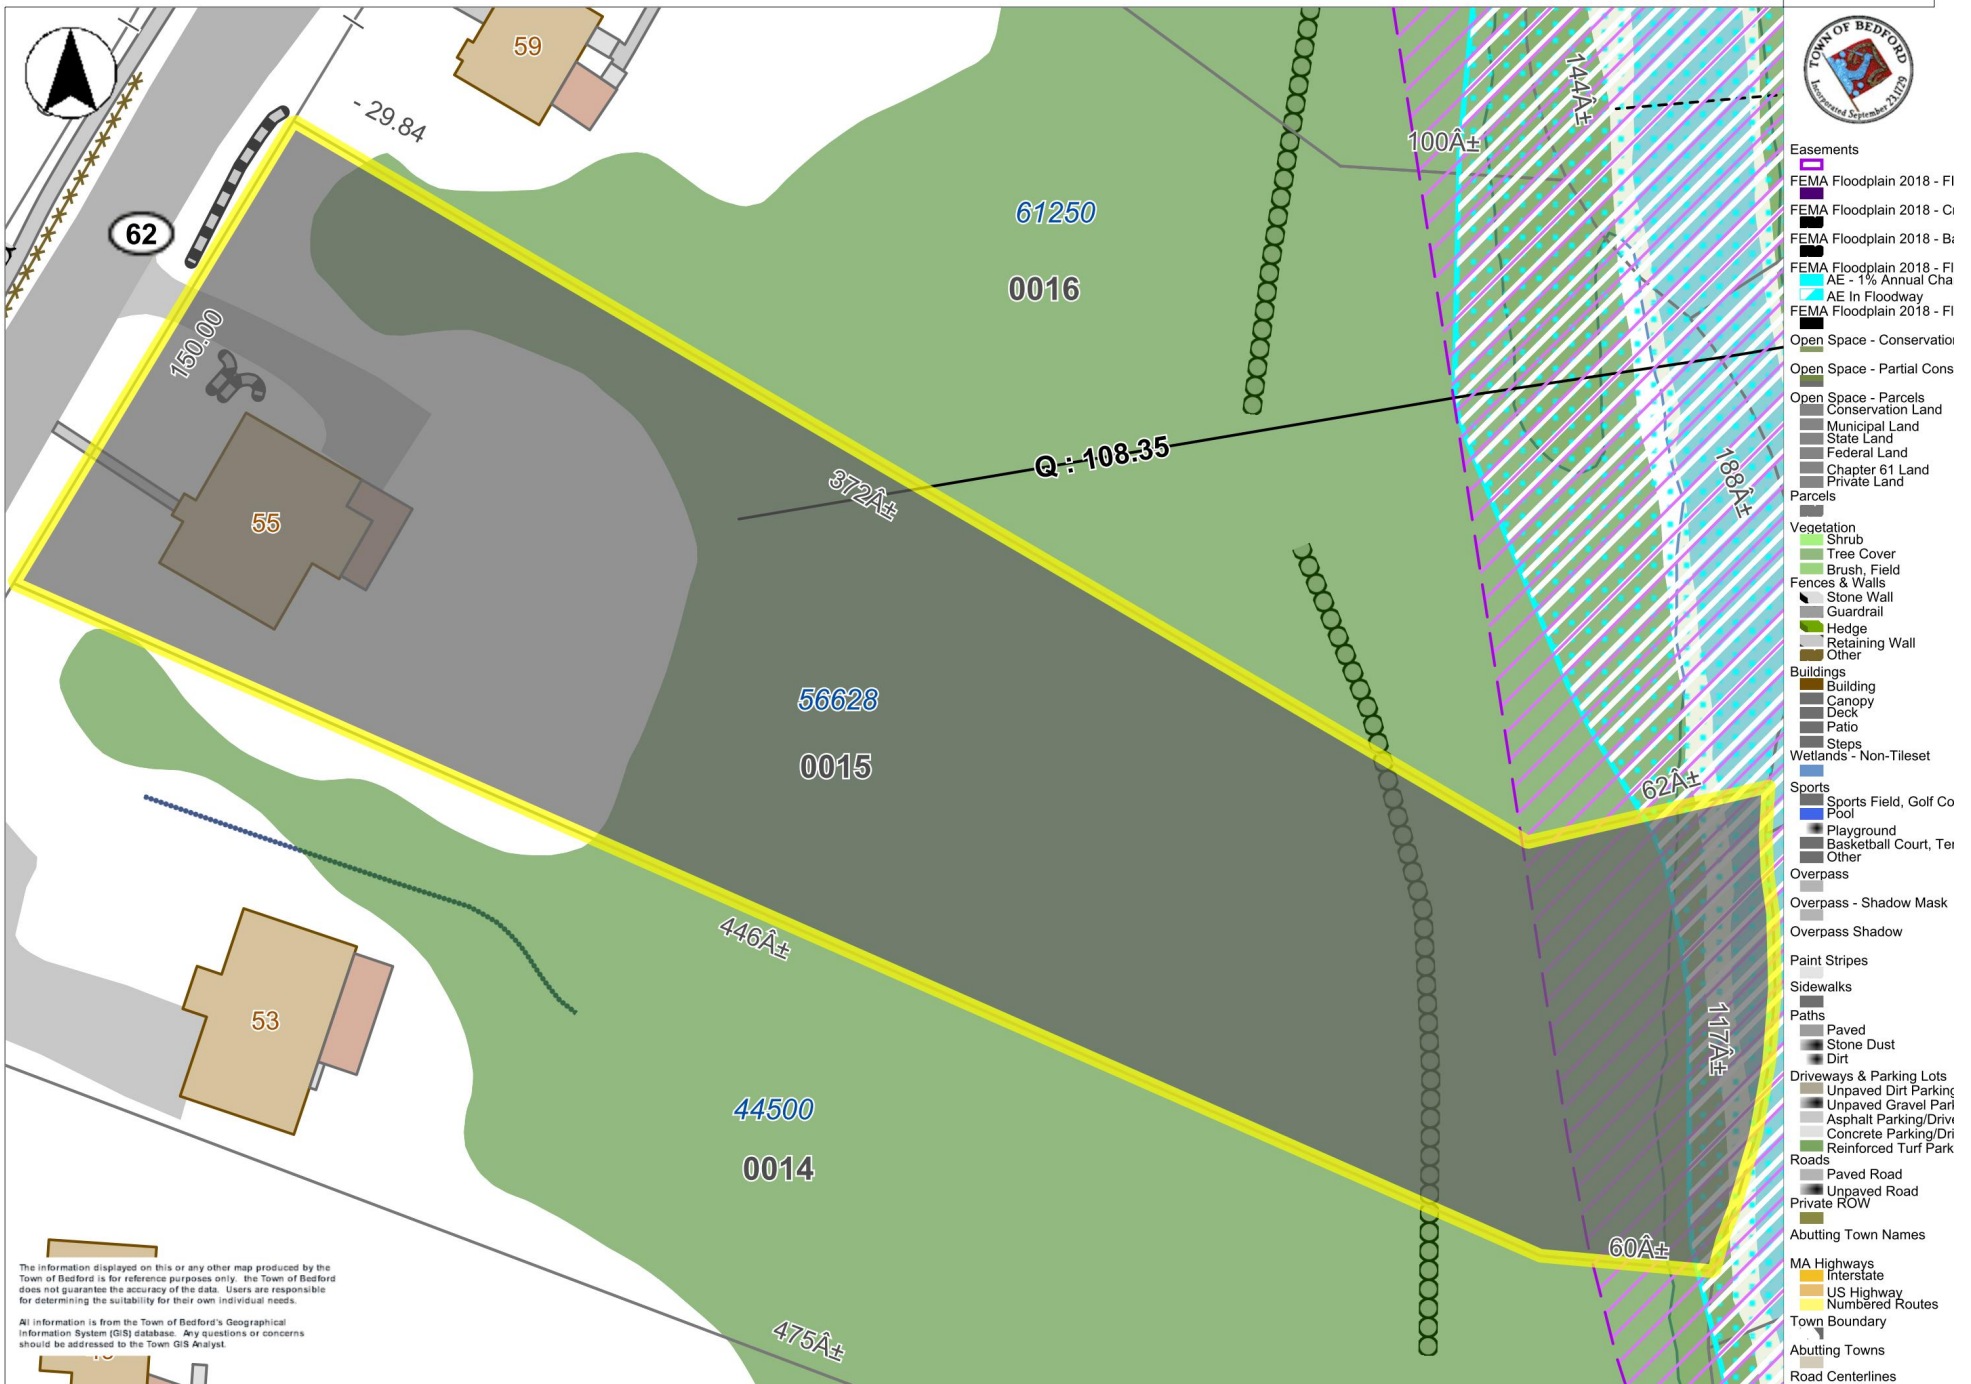 59
- 29.84
62
150.00
55
61250
0016
Q : 108.35
372Â±
100Â±
144Â±
188Â±
62Â±
56628
0015
446Â±
117Â±
60Â±
53
44500
0014
475Â±
The information displayed on this or any other map produced by the
Town of Bedford is for reference purposes only. the Town of Bedford
does not guarantee the accuracy of the data. Users are responsible
for determining the suitability for their own individual needs.
All information is from the Town of Bedford's Geographical
Information System (GIS) database. Any questions or concerns
should be addressed to the Town GIS Analyst.
TOWN OF BEDFORD
Incorporated September 23, 1729
Easements
FEMA Floodplain 2018 - Fl
FEMA Floodplain 2018 - Cr
FEMA Floodplain 2018 - Ba
FEMA Floodplain 2018 - Fl
AE - 1% Annual Cha
AE In Floodway
FEMA Floodplain 2018 - Fl
Open Space - Conservation
Open Space - Partial Cons
Open Space - Parcels
Conservation Land
Municipal Land
State Land
Federal Land
Chapter 61 Land
Private Land
Parcels
Vegetation
Shrub
Tree Cover
Brush, Field
Fences & Walls
Stone Wall
Guardrail
Hedge
Retaining Wall
Other
Buildings
Building
Canopy
Deck
Patio
Steps
Wetlands - Non-Tileset
Sports
Sports Field, Golf Co
Pool
Playground
Basketball Court, Ter
Other
Overpass
Overpass - Shadow Mask
Overpass Shadow
Paint Stripes
Sidewalks
Paths
Paved
Stone Dust
Dirt
Driveways & Parking Lots
Unpaved Dirt Parking
Unpaved Gravel Park
Asphalt Parking/Drive
Concrete Parking/Dri
Reinforced Turf Park
Roads
Paved Road
Unpaved Road
Private ROW
Abutting Town Names
MA Highways
Interstate
US Highway
Numbered Routes
Town Boundary
Abutting Towns
Road Centerlines